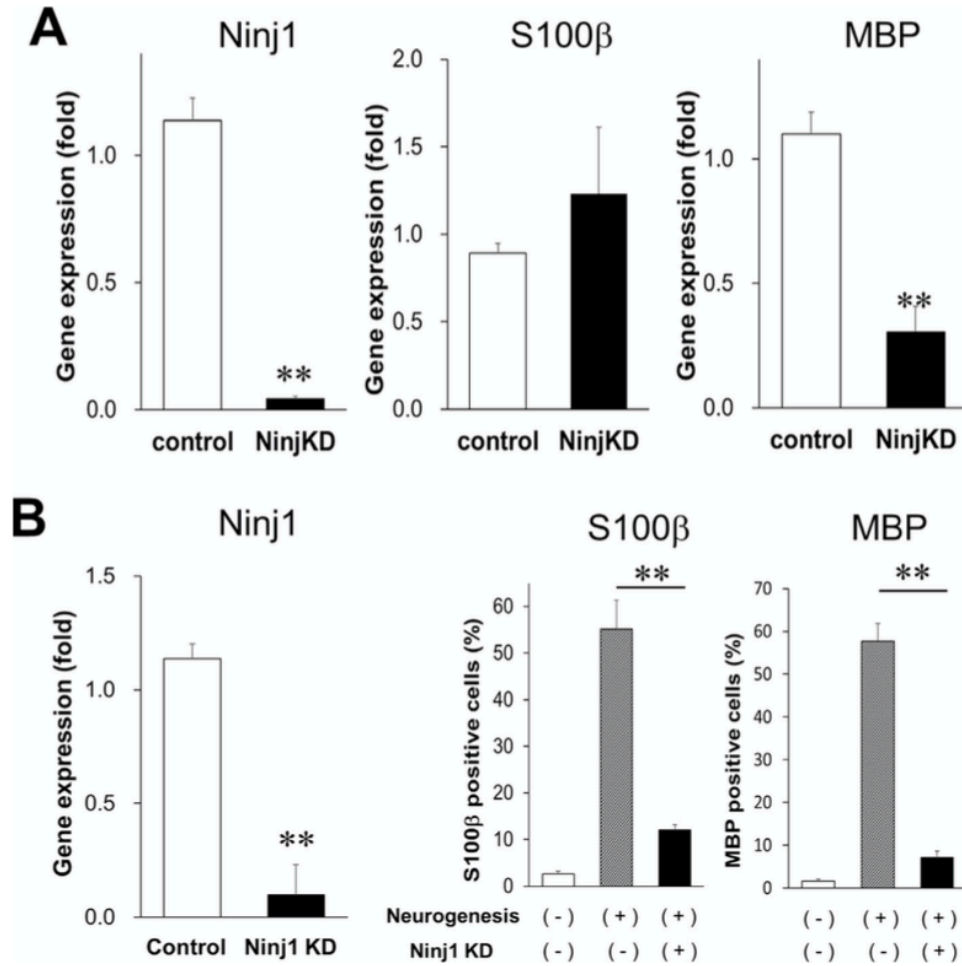 A
Ninj1
Gene expression (fold)
1.0
0.5
0.0
**
control NinjKD
S100β
Gene expression (fold)
2.0
1.5
1.0
0.5
0.0
control NinjKD
MBP
Gene expression (fold)
1.0
0.5
0.0
**
control NinjKD
B
Ninj1
Gene expression (fold)
1.5
1.0
0.5
0.0
**
Control Ninj1 KD
S100β
**
S100β positive cells (%)
60
50
40
30
20
10
0
MBP
**
MBP positive cells (%)
70
60
50
40
30
20
10
0
Neurogenesis (-) (+) (+) (-) (+) (+)
Ninj1 KD (-) (-) (+) (-) (-) (+)